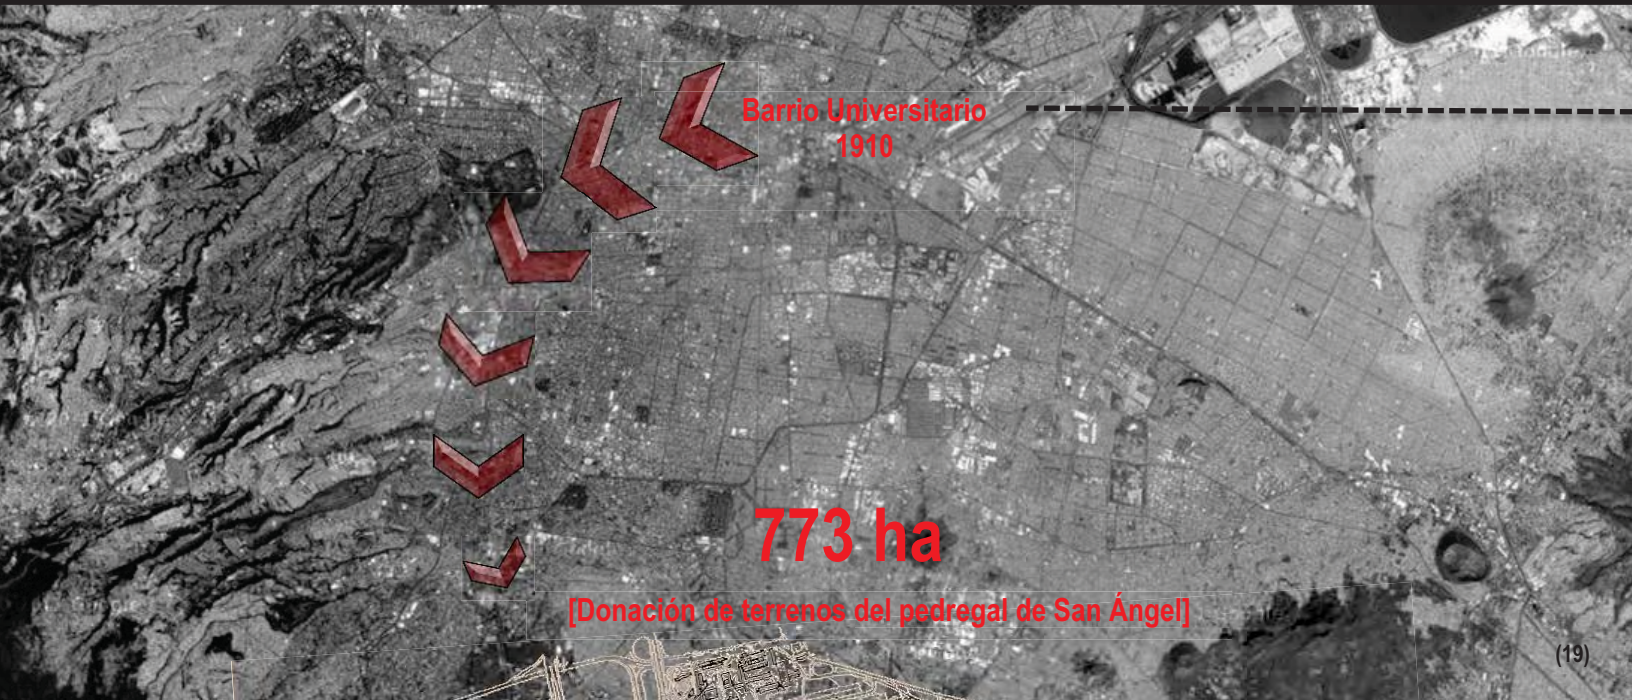 Barrio Universitario
1910
773 ha
[Donación de terrenos del pedregal de San Ángel]
(19)